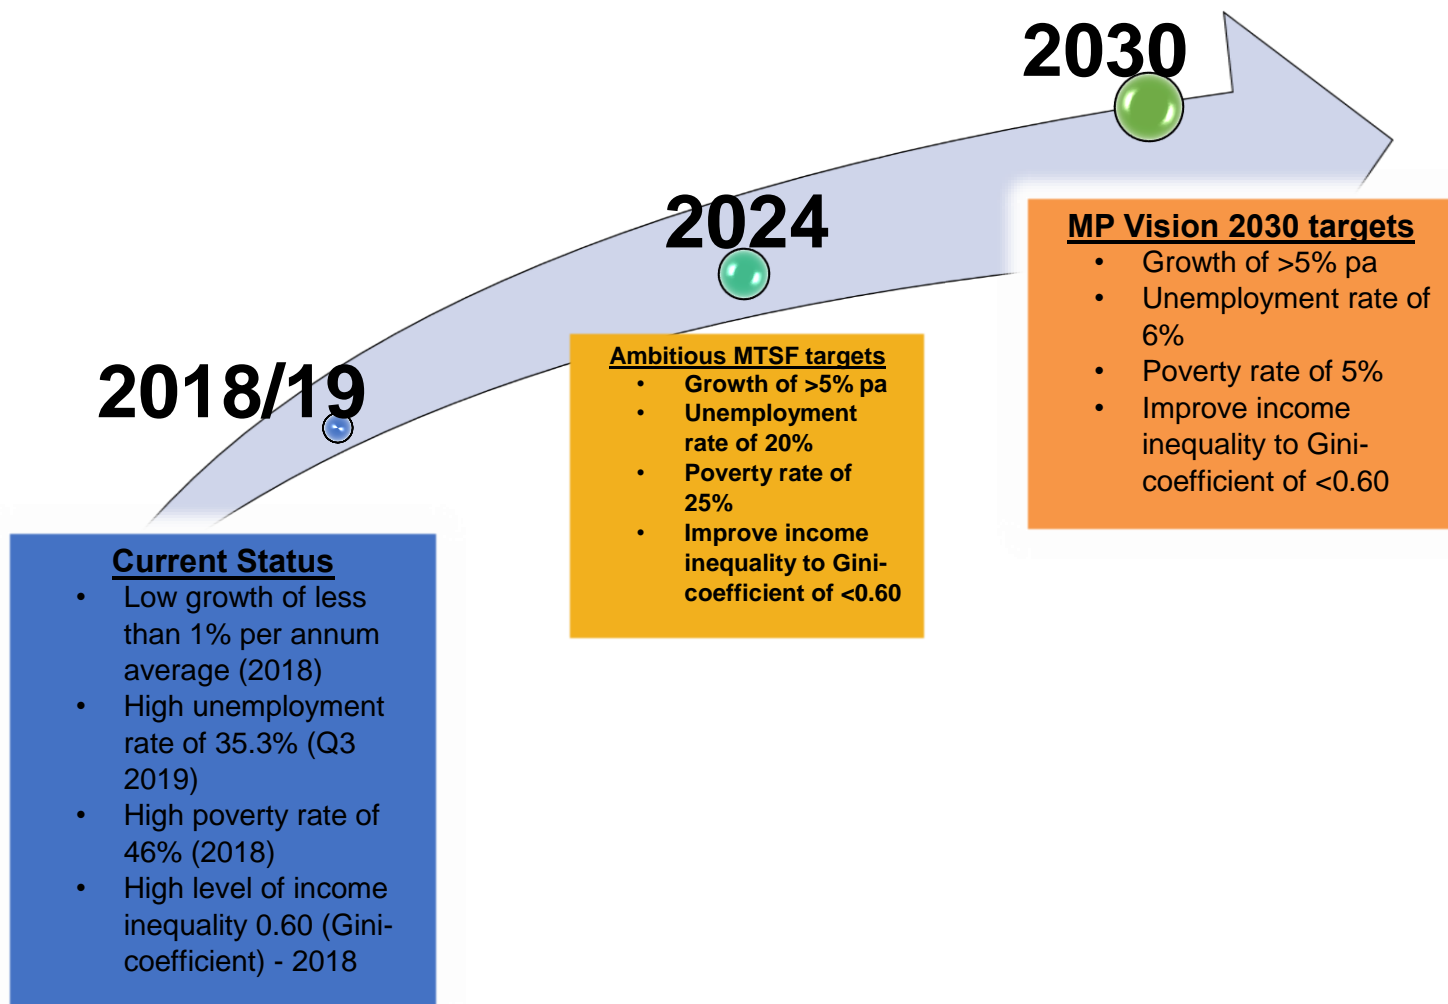 2018/19
Current Status
• Low growth of less
than 1% per annum
average (2018)
• High unemployment
rate of 35.3% (Q3
2019)
• High poverty rate of
46% (2018)
• High level of income
inequality 0.60 (Gini-
coefficient) - 2018
2024
Ambitious MTSF targets
• Growth of >5% pa
• Unemployment
rate of 20%
• Poverty rate of
25%
• Improve income
inequality to Gini-
coefficient of <0.60
2030
MP Vision 2030 targets
• Growth of >5% pa
• Unemployment rate of
6%
• Poverty rate of 5%
• Improve income
inequality to Gini-
coefficient of <0.60